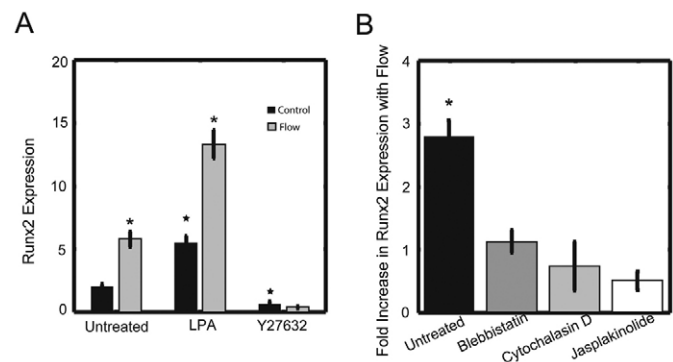 A
Runx2 Expression
20
15
10
5
0
Control
Flow
*
*
*
*
Untreated LPA Y27632
B
Fold Increase in Runx2 Expression with Flow
4
3
2
1
0
*
Untreated
Blebbistatin
Cytochalasin D
Jasplakinolide